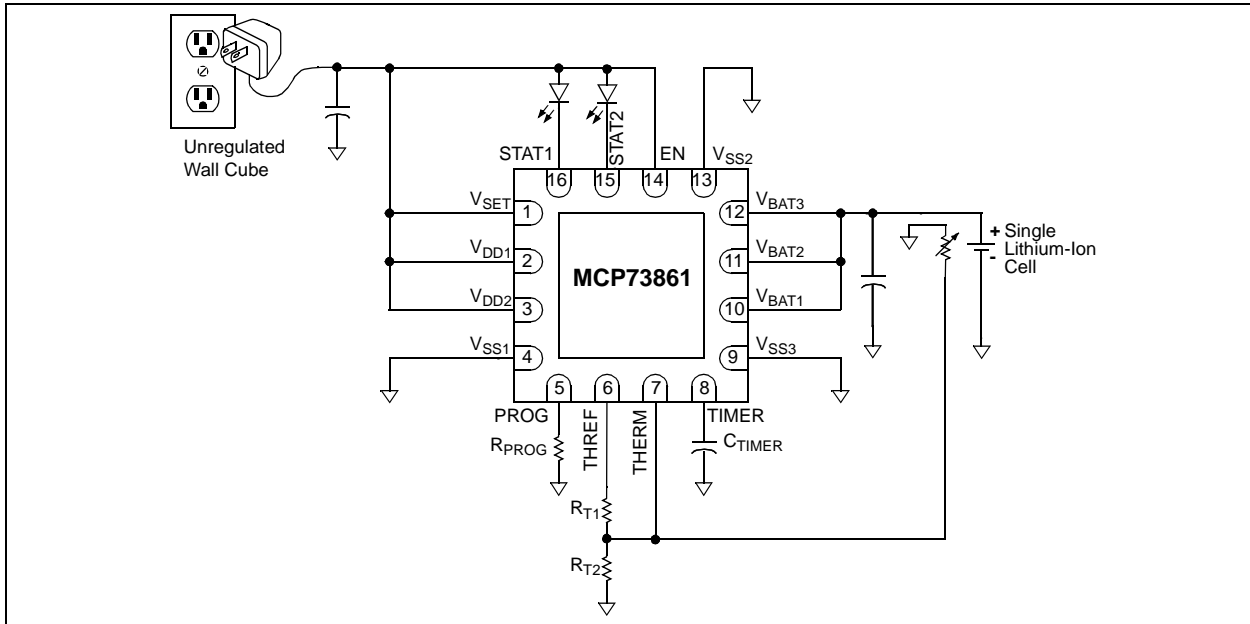 Unregulated
Wall Cube
STAT1
STAT2
EN
VSS2
16
15
14
13
VSET
1
VDD1
2
VDD2
3
VSS1
4
MCP73861
12
VBAT3
11
VBAT2
10
VBAT1
9
VSS3
+ Single
- Lithium-Ion
Cell
5
6
7
8
PROG
THREF
THERM
TIMER
RPROG
CTIMER
RT1
RT2